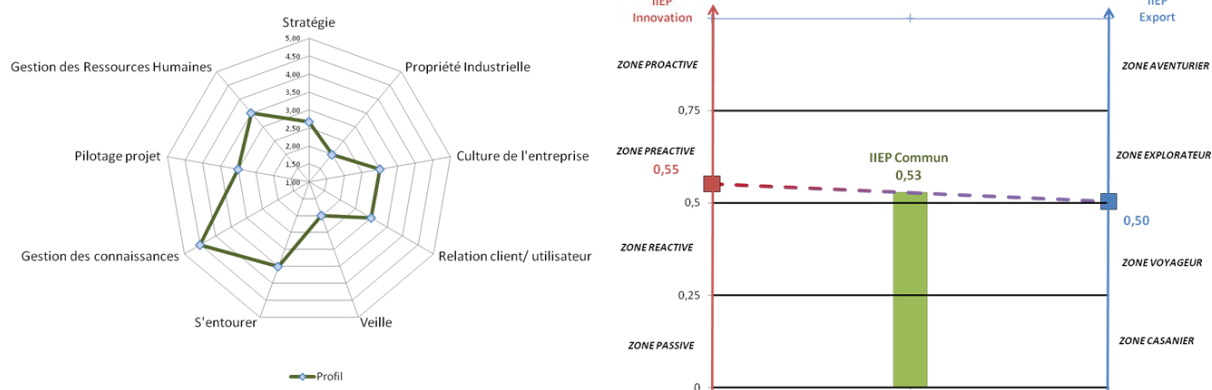 Stratégie
5,00
4,50
4,00
3,50
3,00
2,50
2,00
1,50
1,00
Gestion des Ressources Humaines
Propriété Industrielle
Pilotage projet
Culture de l'entreprise
Gestion des connaissances
Relation client/ utilisateur
S'entourer
Veille
Profil
IIEP
Innovation
IIEP
Export
ZONE PROACTIVE
ZONE AVENTURIER
0,75
ZONE PREACTIVE
0,55
IIEP Commun
0,53
ZONE EXPLORATEUR
0,5
0,50
ZONE REACTIVE
ZONE VOYAGEUR
0,25
ZONE PASSIVE
ZONE CASANIER
0